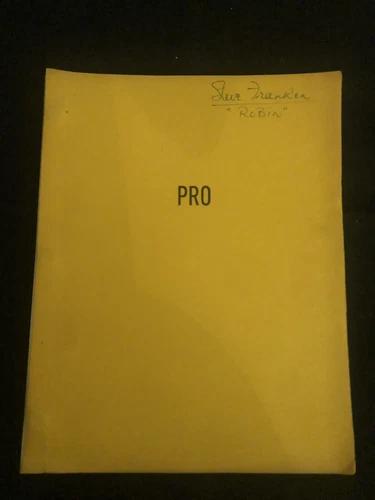 Steve Franken
"ROBIN"
PRO